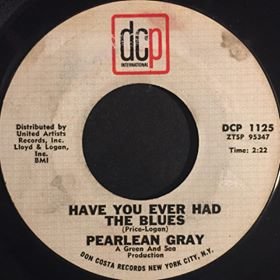 dcp
INTERNATIONAL
Distributed by
United Artists
Records, Inc.
Lloyd & Logan,
Inc.
BMI
DCP 1125
ZTSP 95347
Time: 2:22
HAVE YOU EVER HAD
THE BLUES
(Price-Logan)
PEARLEAN GRAY
A Green And Sea
Production
DON COSTA RECORDS NEW YORK CITY, N.Y.